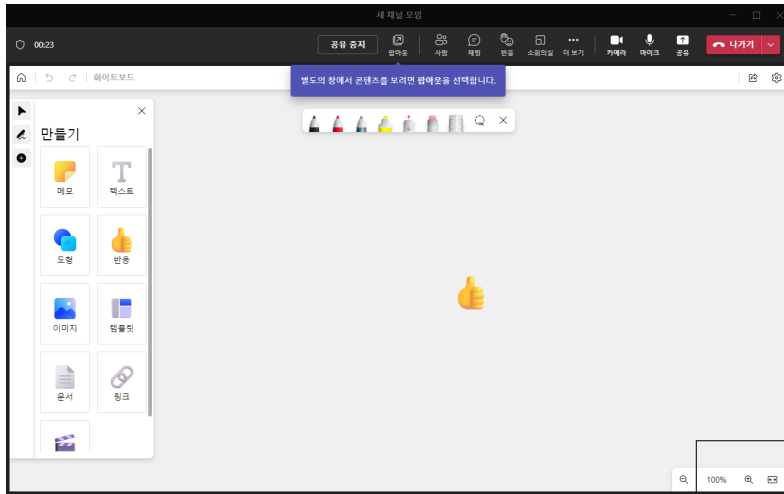 새 채널 모임
00:23
공유 중지
팝아웃
사람
채팅
반응
소회의실
더 보기
카메라
마이크
공유
나가기
화이트보드
별도의 창에서 콘텐츠를 보려면 팝아웃을 선택합니다.
만들기
메모
텍스트
도형
반응
이미지
템플릿
문서
링크
100%